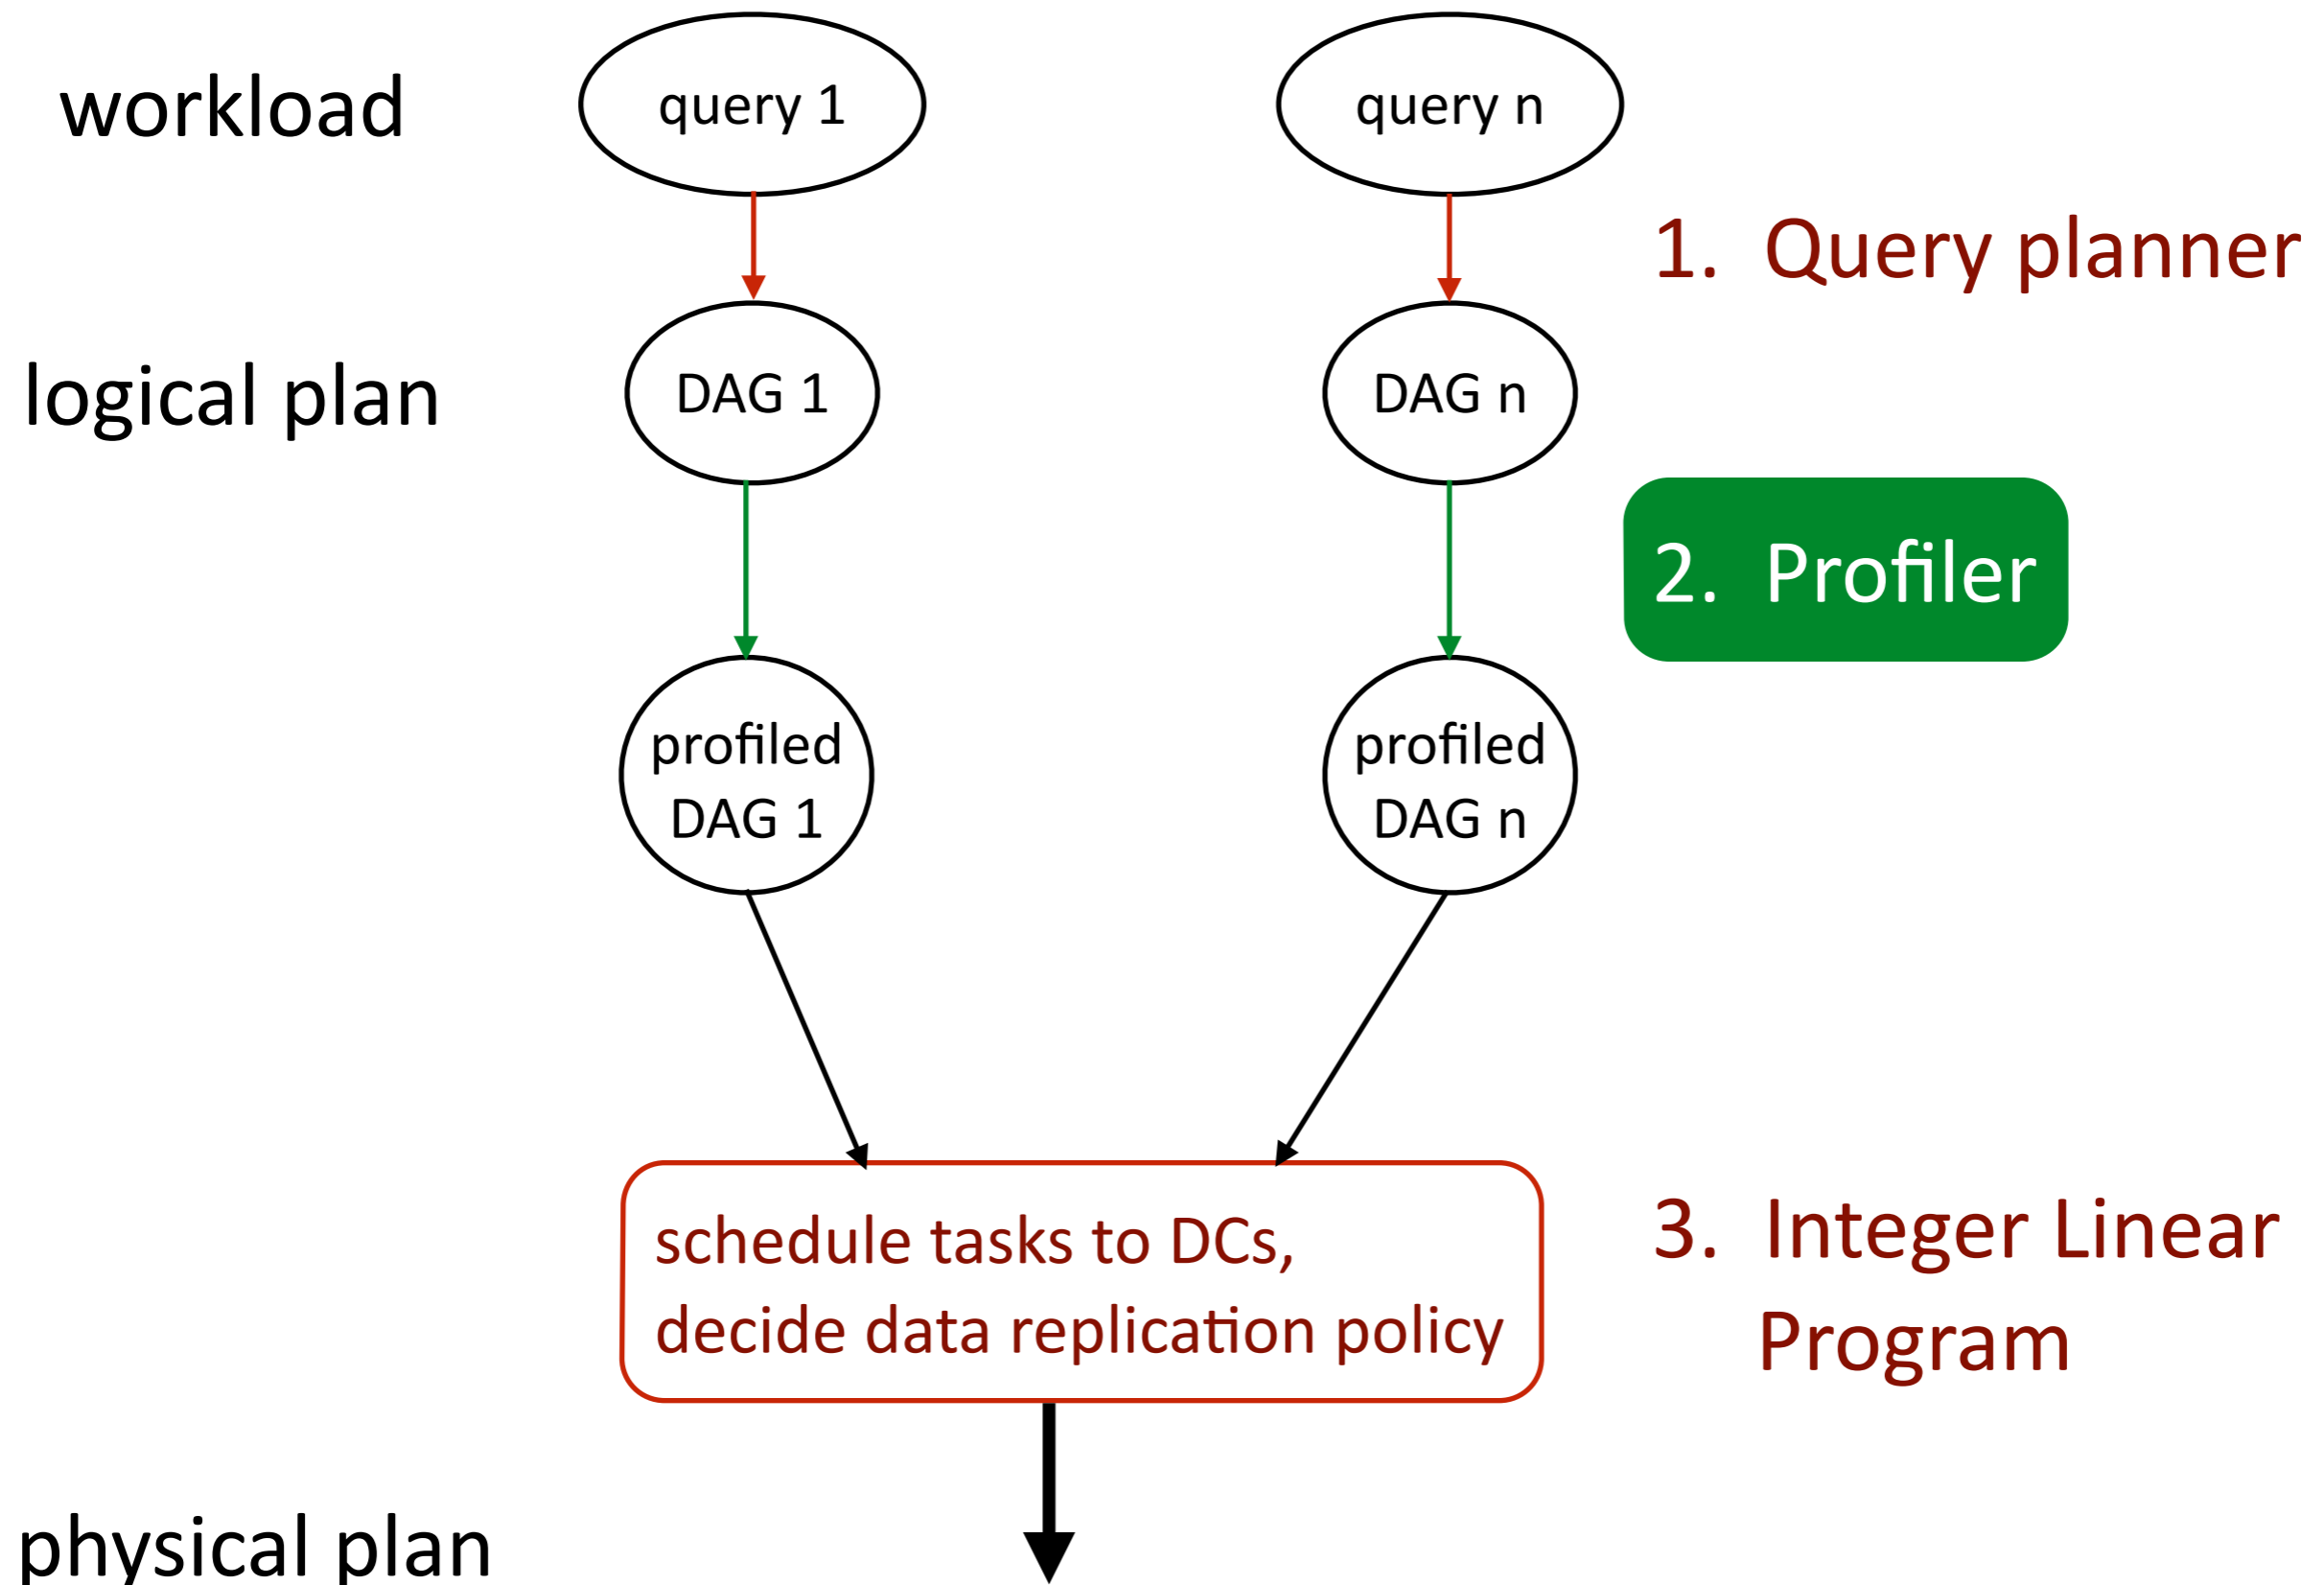 workload
query 1
query n
1. Query planner
logical plan
DAG 1
DAG n
2. Profiler
profiled
DAG 1
profiled
DAG n
schedule tasks to DCs,
decide data replication policy
3. Integer Linear
Program
physical plan